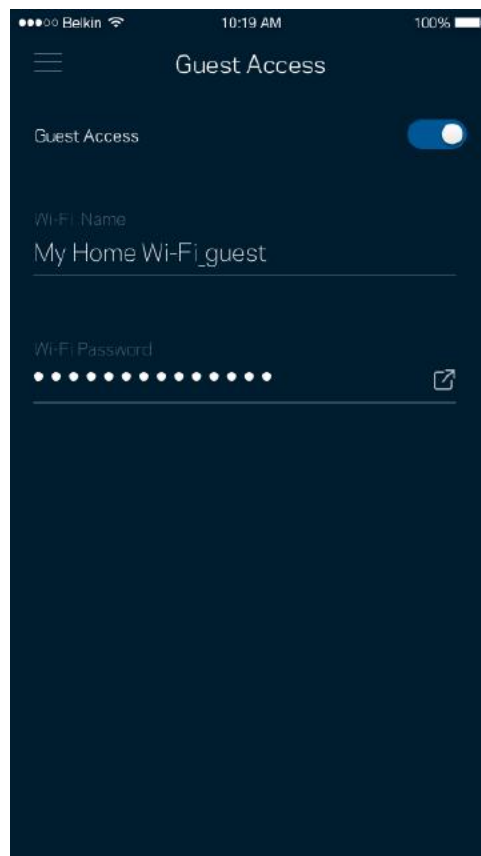 Belkin 10:19 AM 100%
Guest Access
Guest Access
Wi-Fi Name
My Home Wi-Fi_guest
Wi-Fi Password
••••••••••••••